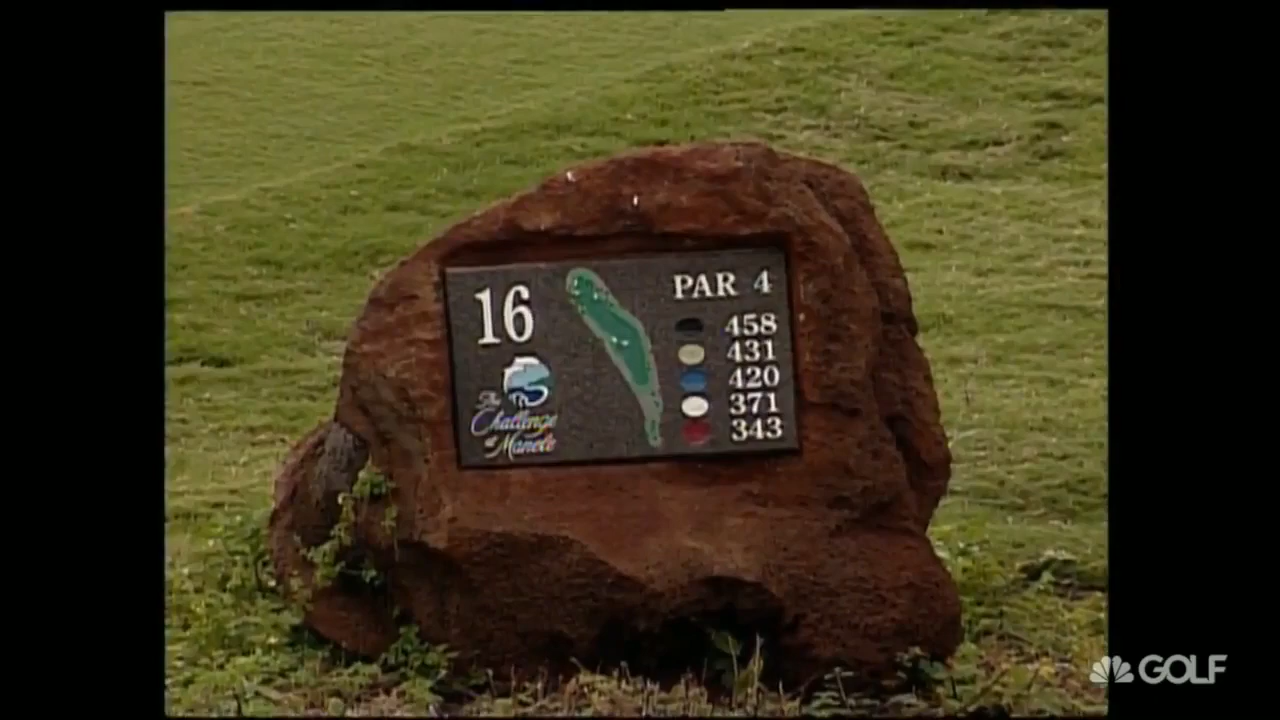 16
The
Challenge
at Manele
PAR 4
458
431
420
371
343
GOLF